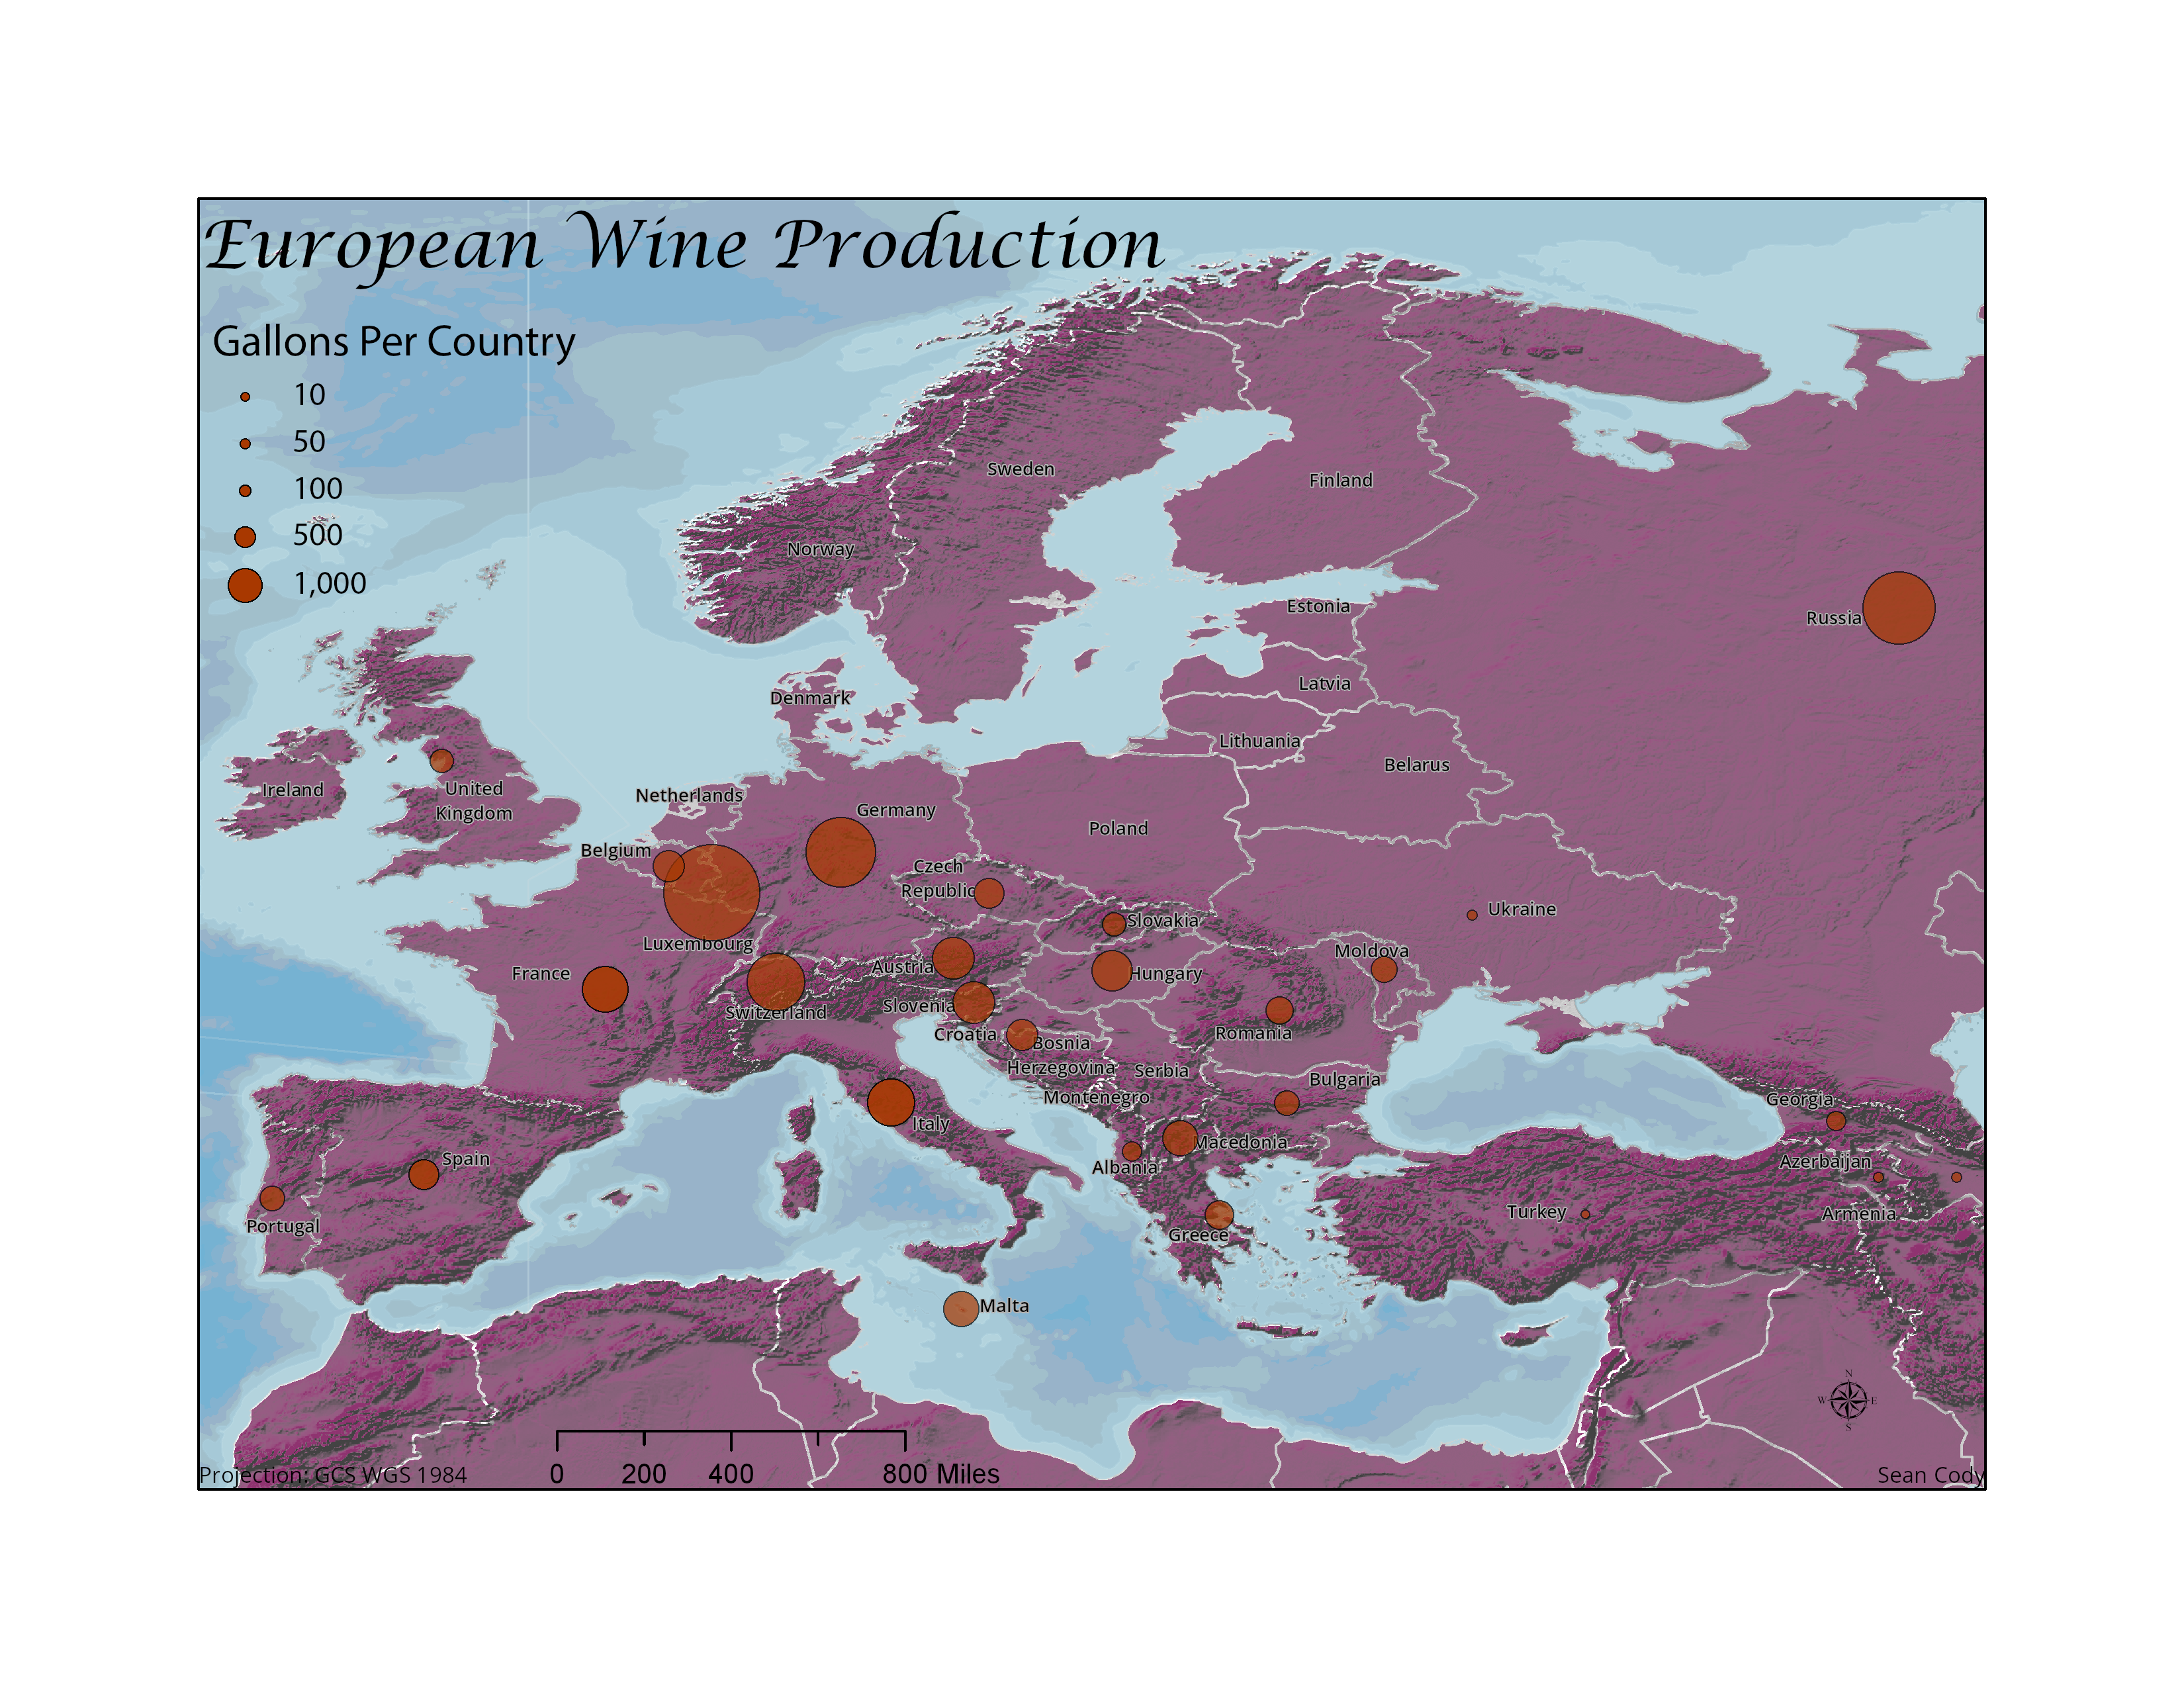 European Wine Production
Gallons Per Country
10
50
100
500
1,000
Sweden
Finland
Norway
Estonia
Russia
Latvia
Denmark
Lithuania
Belarus
Ireland
United
Kingdom
Netherlands
Germany
Poland
Belgium
Czech
Republic
Ukraine
Slovakia
Luxembourg
Moldova
France
Austria
Hungary
Switzerland
Slovenia
Croatia
Romania
Bosnia
Herzegovina
Serbia
Bulgaria
Montenegro
Georgia
Italy
Macedonia
Spain
Albania
Azerbaijan
Portugal
Turkey
Armenia
Greece
Malta
N
W
E
S
0
200
400
800 Miles
Projection: GCS WGS 1984
Sean Cody